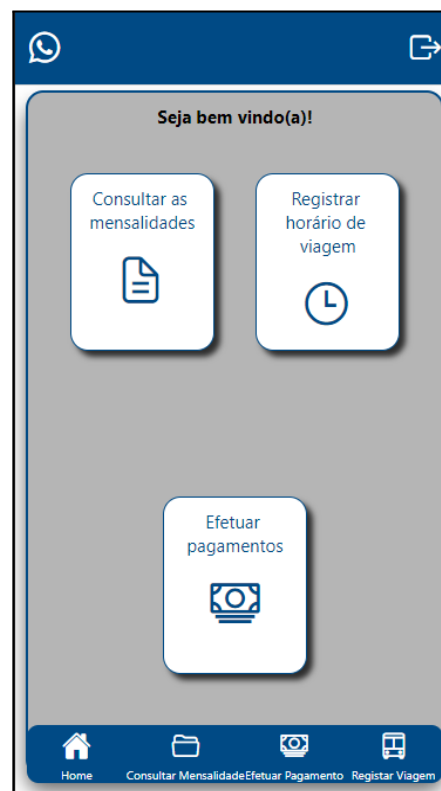 Seja bem vindo(a)!
Consultar as
mensalidades
Registrar
horário de
viagem
Efetuar
pagamentos
Home
Consultar Mensalidade
Efetuar Pagamento
Registar Viagem